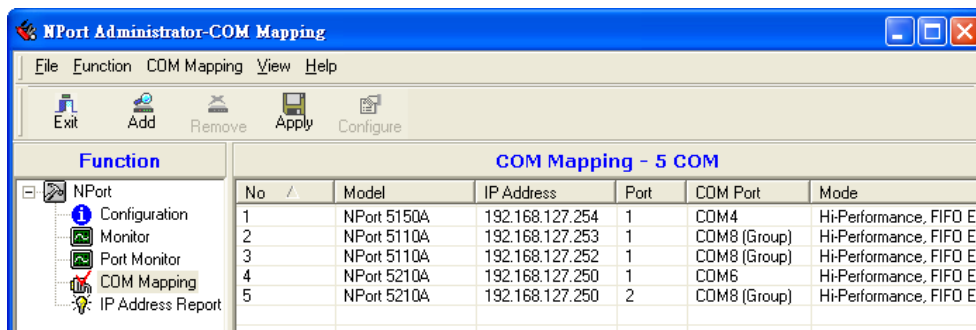 NPort Administrator-COM Mapping
File Function COM Mapping View Help
Exit Add Remove Apply Configure
Function
COM Mapping - 5 COM
NPort
Configuration
Monitor
Port Monitor
COM Mapping
IP Address Report
No Model IP Address Port COM Port Mode
1 NPort 5150A 192.168.127.254 1 COM4 Hi-Performance, FIFO E
2 NPort 5110A 192.168.127.253 1 COM8 (Group) Hi-Performance, FIFO E
3 NPort 5110A 192.168.127.252 1 COM8 (Group) Hi-Performance, FIFO E
4 NPort 5210A 192.168.127.250 1 COM6 Hi-Performance, FIFO E
5 NPort 5210A 192.168.127.250 2 COM8 (Group) Hi-Performance, FIFO E